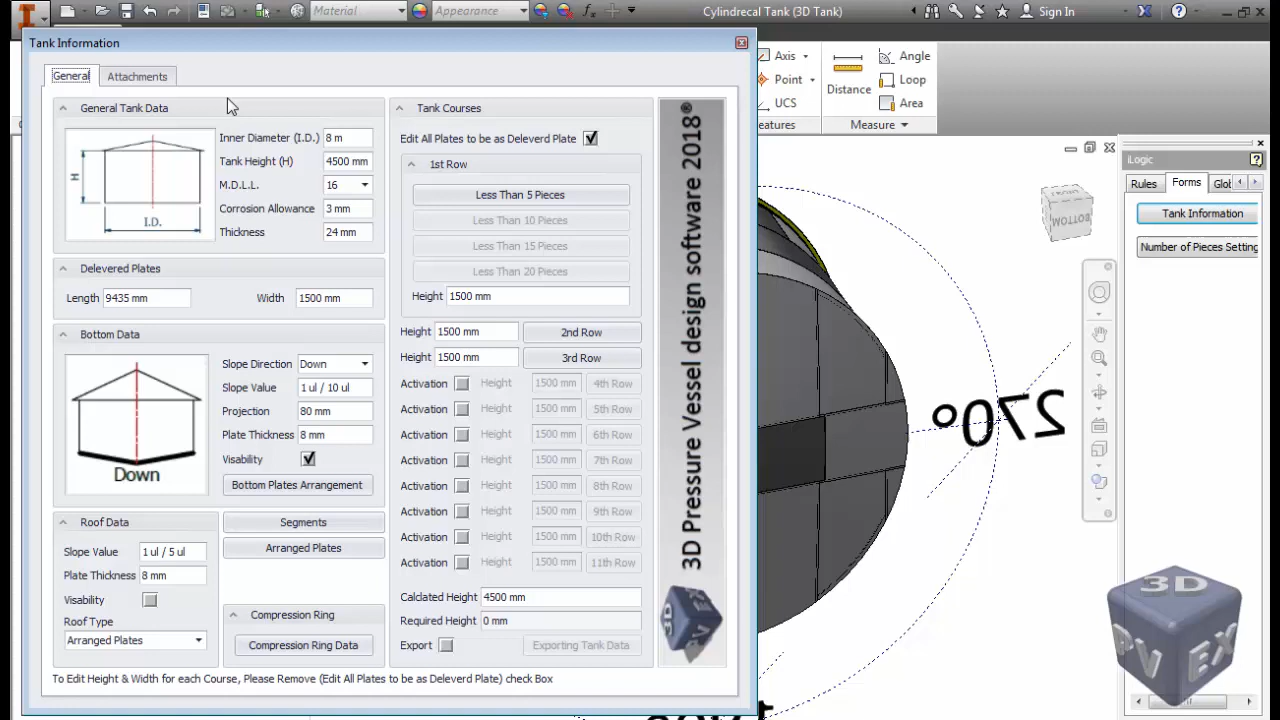 Material
Appearance
Cylindrecal Tank (3D Tank)
Sign In
Tank Information
General
Attachments
General Tank Data
H
I.D.
Inner Diameter (I.D.) 8 m
Tank Height (H) 4500 mm
M.D.L.L. 16
Corrosion Allowance 3 mm
Thickness 24 mm
Delevered Plates
Length 9435 mm Width 1500 mm
Bottom Data
Down
Slope Direction Down
Slope Value 1 ul / 10 ul
Projection 80 mm
Plate Thickness 8 mm
Visability
Bottom Plates Arrangement
Roof Data
Slope Value 1 ul / 5 ul
Plate Thickness 8 mm
Visability
Roof Type
Arranged Plates
Segments
Arranged Plates
Compression Ring
Compression Ring Data
Tank Courses
Edit All Plates to be as Deleverd Plate
1st Row
Less Than 5 Pieces
Less Than 10 Pieces
Less Than 15 Pieces
Less Than 20 Pieces
Height 1500 mm
Height 1500 mm 2nd Row
Height 1500 mm 3rd Row
Activation Height 1500 mm 4th Row
Activation Height 1500 mm 5th Row
Activation Height 1500 mm 6th Row
Activation Height 1500 mm 7th Row
Activation Height 1500 mm 8th Row
Activation Height 1500 mm 9th Row
Activation Height 1500 mm 10th Row
Activation Height 1500 mm 11th Row
Calclated Height 4500 mm
Required Height 0 mm
Export Exporting Tank Data
To Edit Height & Width for each Course, Please Remove (Edit All Plates to be as Deleverd Plate) check Box
3D Pressure Vessel design software 2018®
3D
Axis
Point
UCS
eatures
Distance
Angle
Loop
Area
Measure
BOTTOM
270°
iLogic
Rules
Forms
Glol
Tank Information
Number of Pieces Setting
3D
PV
EX